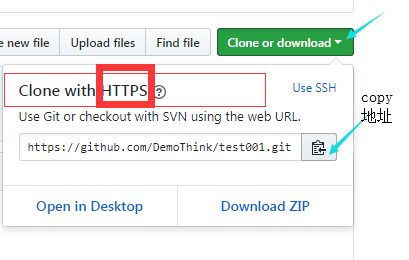 e new file Upload files Find file Clone or download
Clone with HTTPS ? Use SSH
Use Git or checkout with SVN using the web URL.
https://github.com/DemoThink/test001.git
copy
地址
Open in Desktop Download ZIP